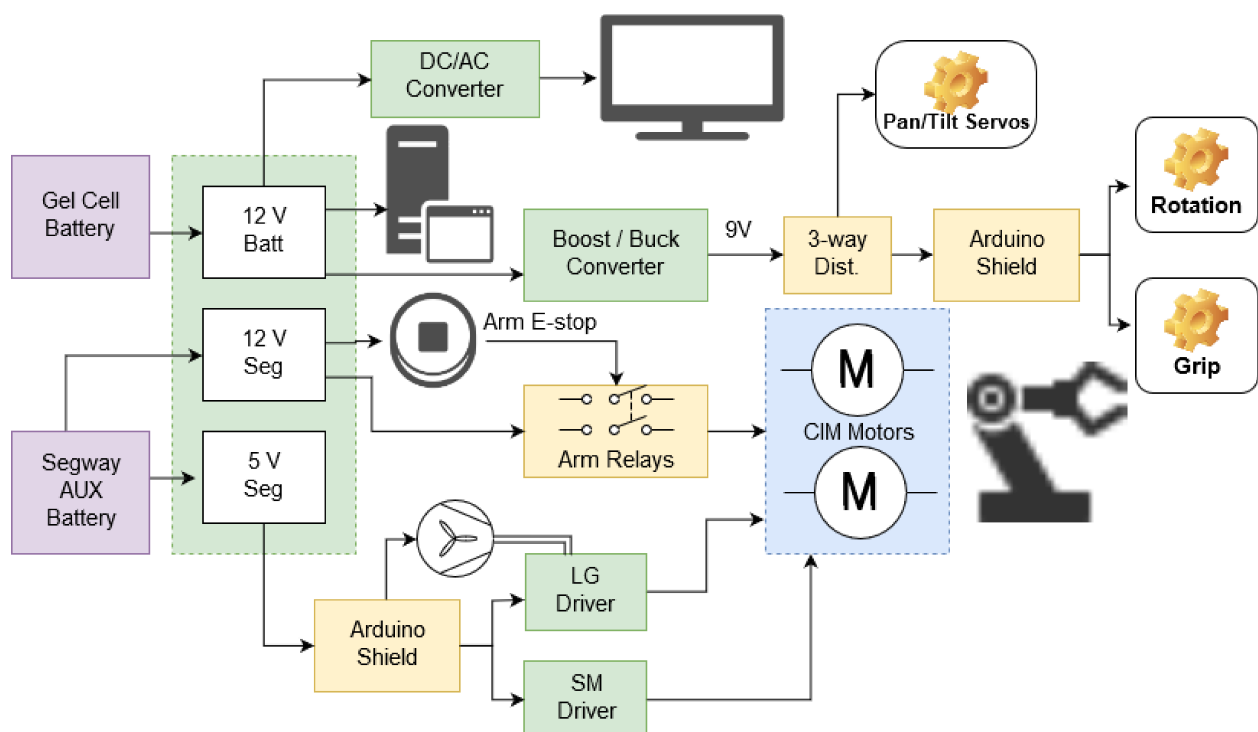 DC/AC
Converter
Pan/Tilt Servos
Gel Cell
Battery
12 V
Batt
Boost / Buck
Converter
9V
3-way
Dist.
Arduino
Shield
Rotation
12 V
Seg
Arm E-stop
M
CIM Motors
M
Grip
Arm Relays
Segway
AUX
Battery
5 V
Seg
LG
Driver
Arduino
Shield
SM
Driver